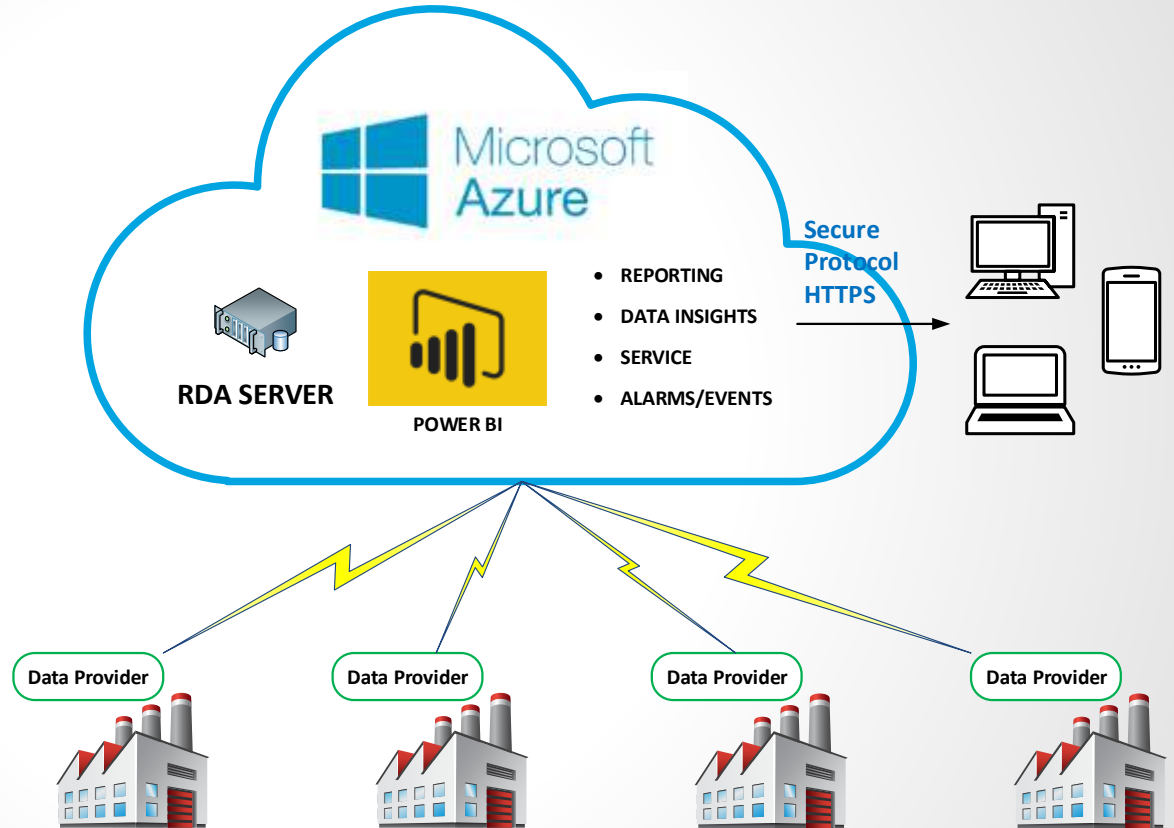 Microsoft
Azure
Secure
Protocol
HTTPS
• REPORTING
• DATA INSIGHTS
• SERVICE
• ALARMS/EVENTS
RDA SERVER
POWER BI
Data Provider
Data Provider
Data Provider
Data Provider